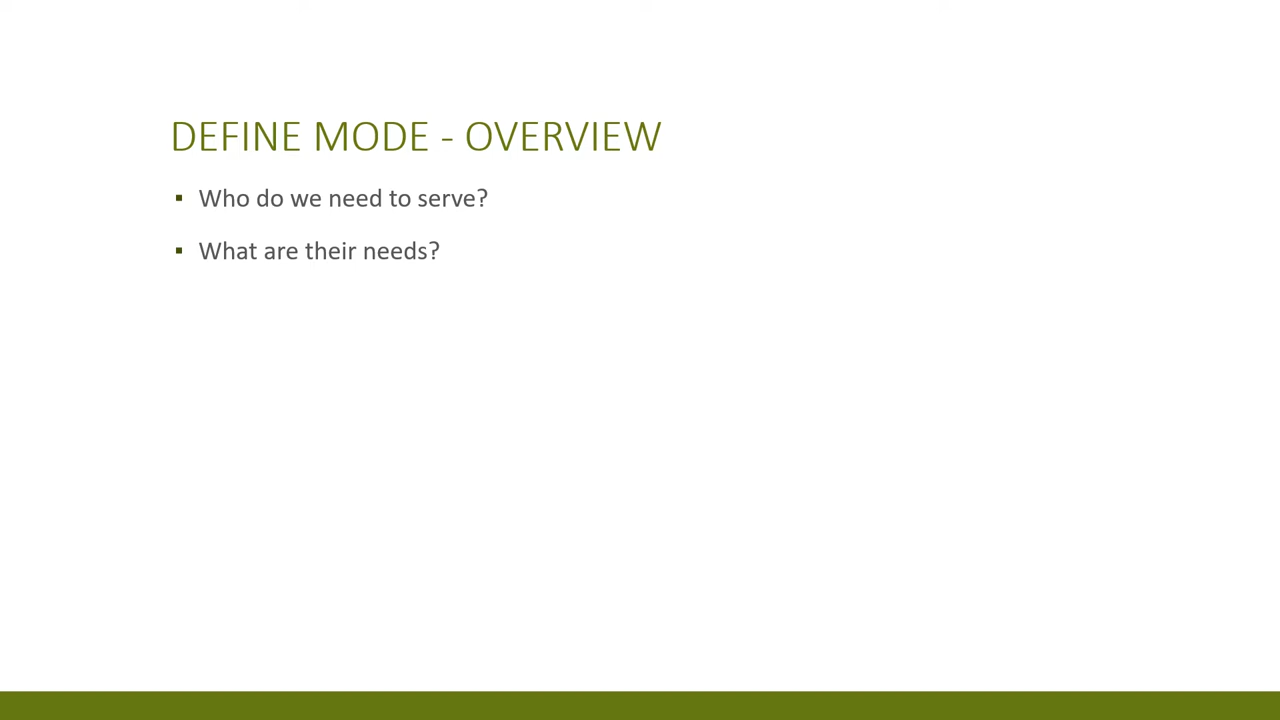 DEFINE MODE - OVERVIEW
▪ Who do we need to serve?
▪ What are their needs?